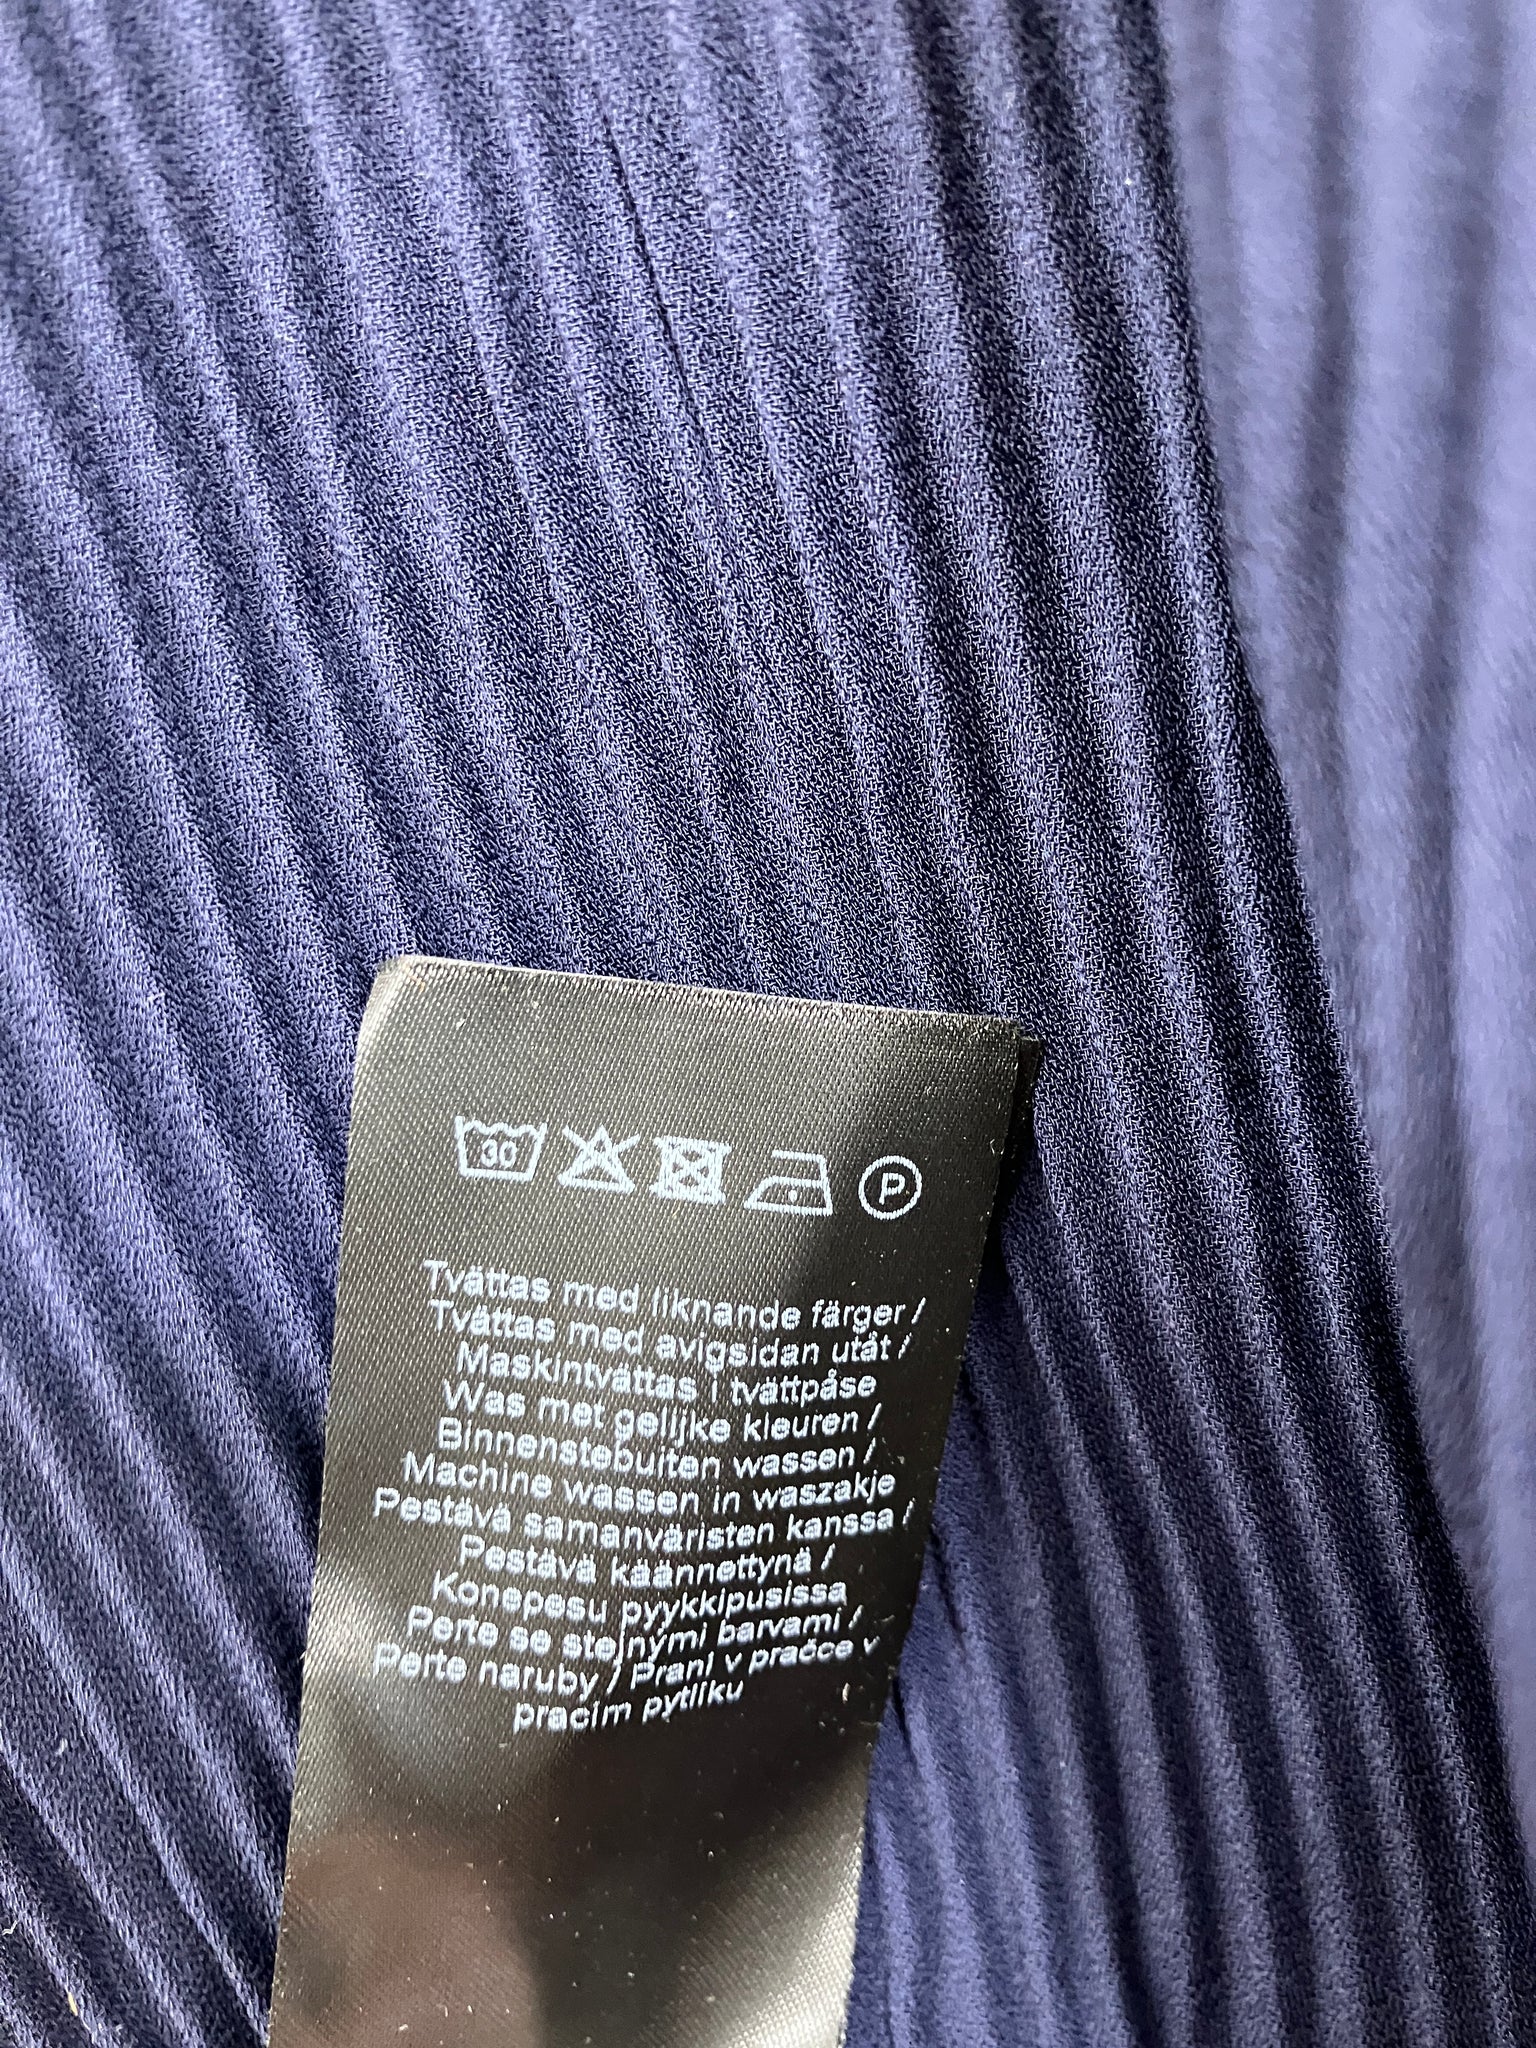 30
P
Tvättas med liknande färger /
Tvättas med avigsidan utåt /
Maskintvättas i tvättpåse
Was met gelijke kleuren /
Binnenstebuiten wassen /
Machine wassen in waszakje
Pestävä samanväristen kanssa /
Pestävä käännettynä /
Konepesu pyykkipusissa
Perte se stejnými barvami /
Perte naruby / Praní v pračce v
pracím pytlíku